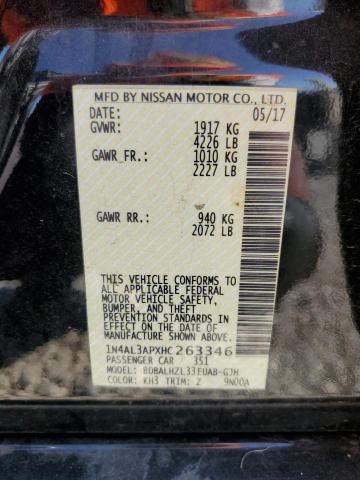 MFD BY NISSAN MOTOR CO., LTD.
DATE: 05/17
GVWR: 1917 KG
4226 LB
GAWR FR.: 1010 KG
2227 LB
GAWR RR.: 940 KG
2072 LB
THIS VEHICLE CONFORMS TO
ALL APPLICABLE FEDERAL
MOTOR VEHICLE SAFETY,
BUMPER, AND THEFT
PREVENTION STANDARDS IN
EFFECT ON THE DATE OF
MANUFACTURE SHOWN ABOVE.
1N4AL3APXHC263346
PASSENGER CAR 351
MODEL: BDBALHZL33EUAB-GJH
COLOR: KH3 TRIM: Z 9N00A